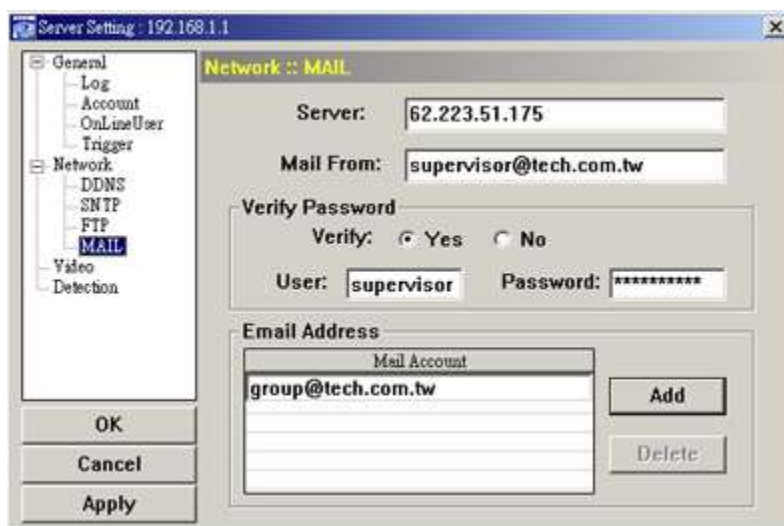 Server Setting : 192.168.1.1
General
Log
Account
OnLineUser
Trigger
Network
DDNS
SNTP
FTP
MAIL
Video
Detection
OK
Cancel
Apply
Network :: MAIL
Server: 62.223.51.175
Mail From: supervisor@tech.com.tw
Verify Password
Verify: Yes No
User: supervisor Password: **********
Email Address
Mail Account
group@tech.com.tw
Add
Delete